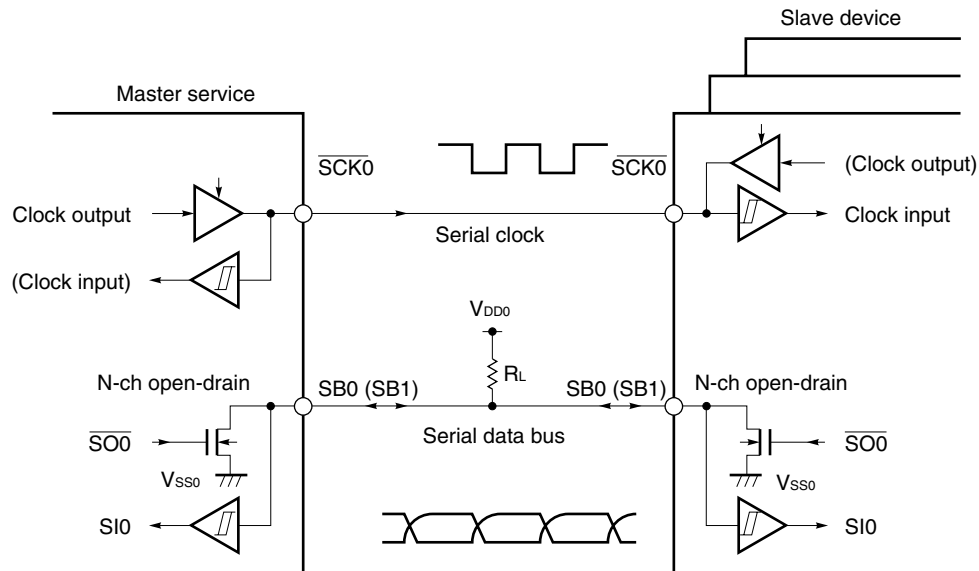 Slave device
Master service
SCK0 SCK0
(Clock output)
Clock output
Clock input
Serial clock
(Clock input)
VDD0
RL
N-ch open-drain
SB0 (SB1)
SB0 (SB1)
N-ch open-drain
SO0
Serial data bus
SO0
VSS0
VSS0
SI0
SI0